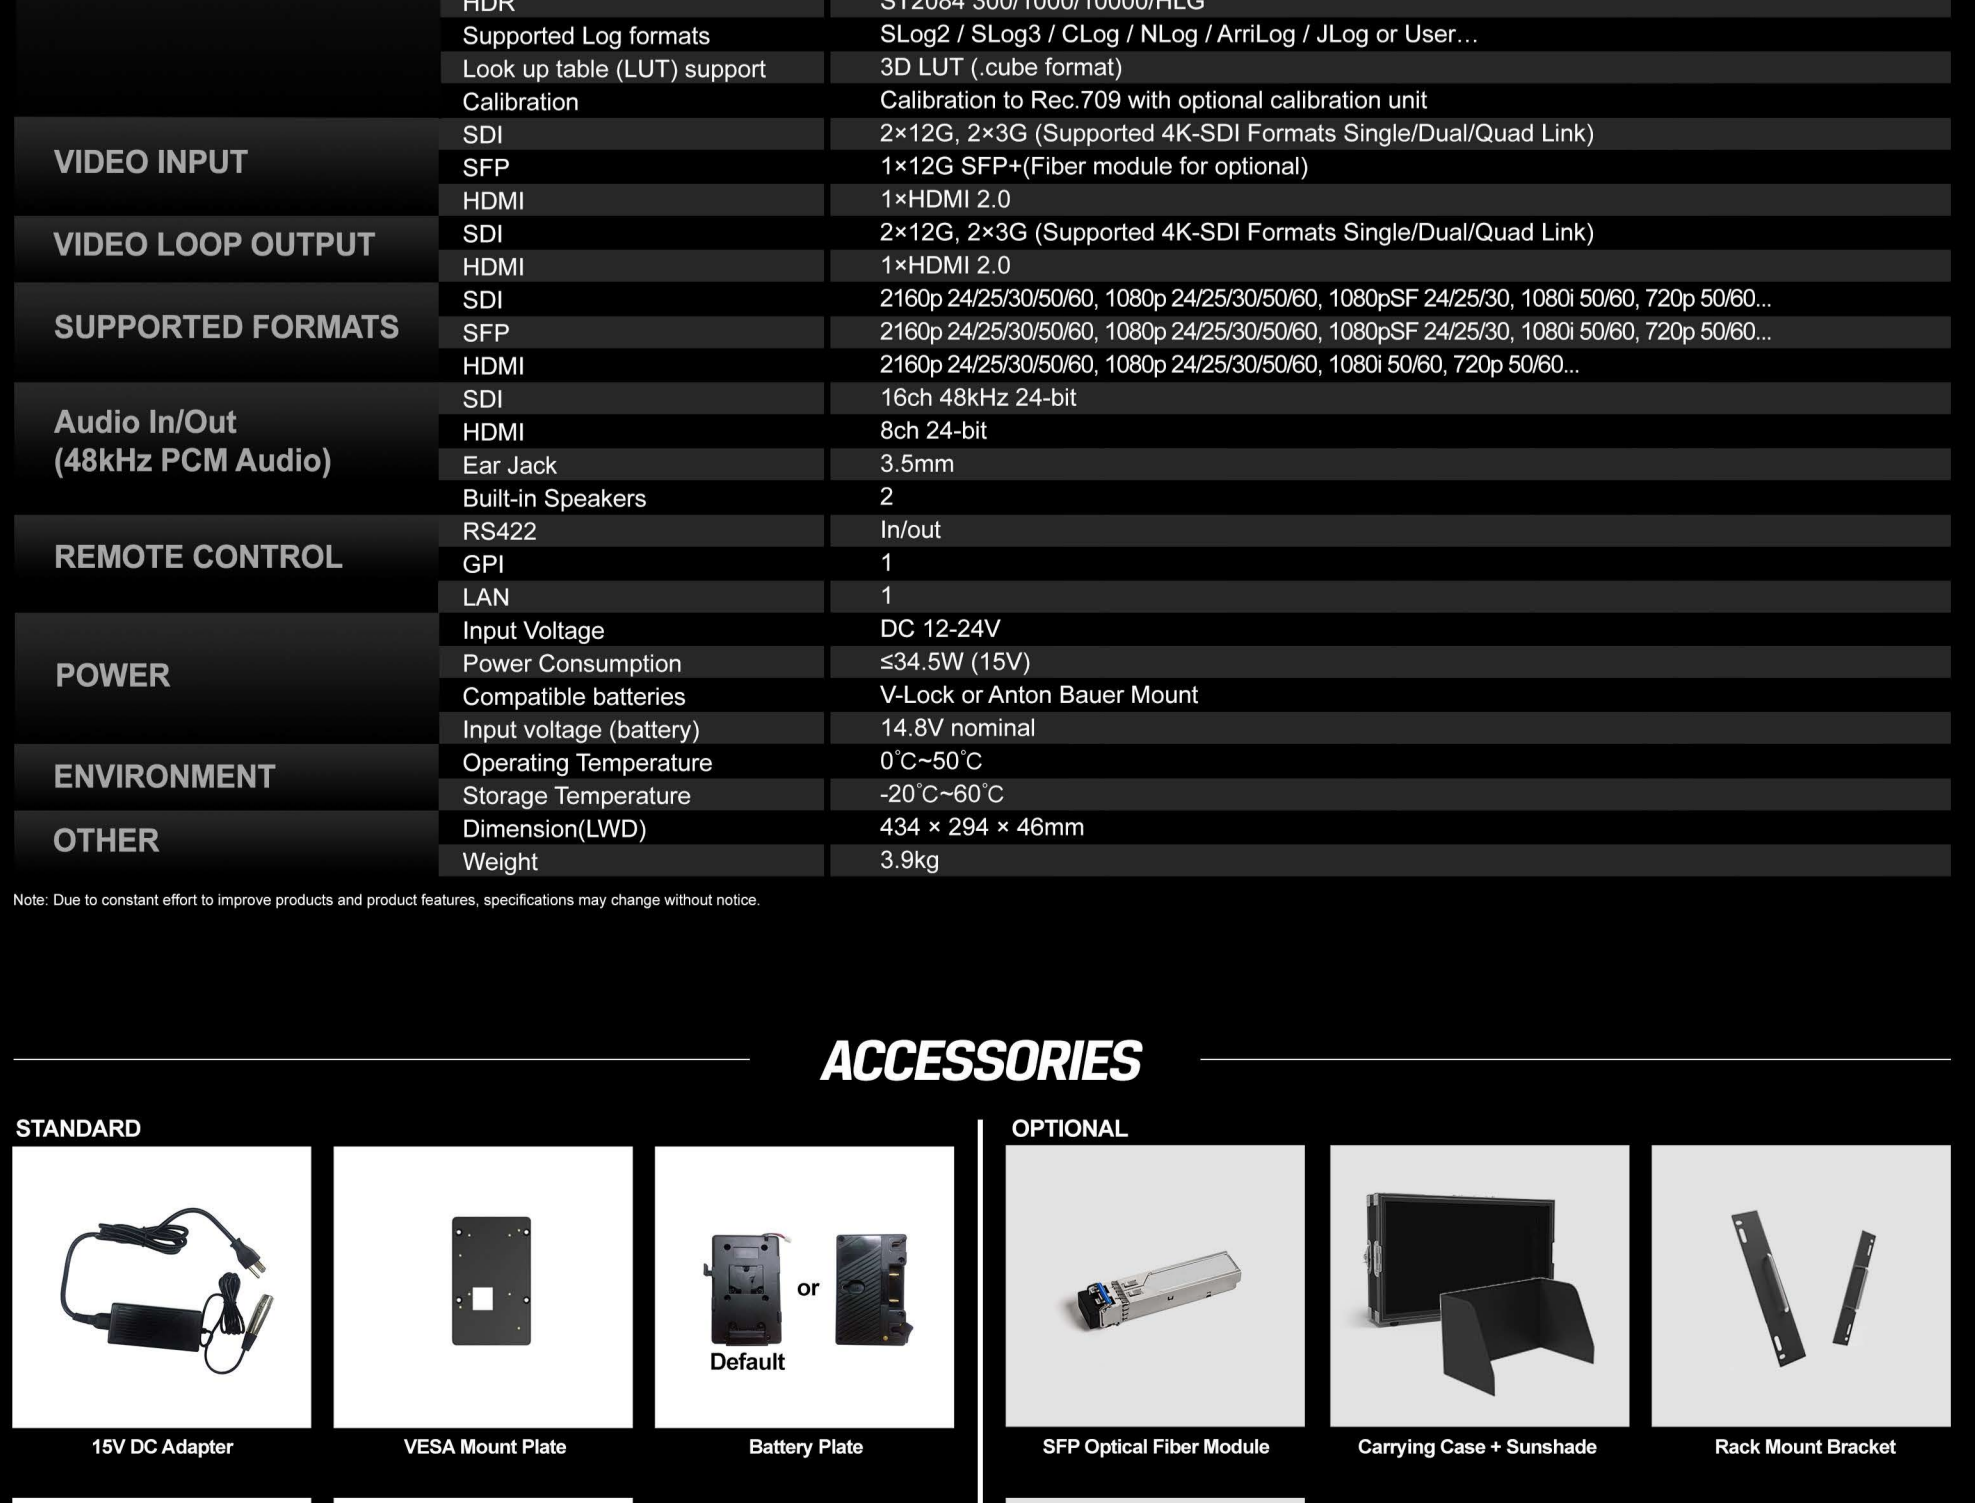 HDR ST2084 300/1000/10000/HLG
Supported Log formats SLog2 / SLog3 / CLog / NLog / ArriLog / JLog or User…
Look up table (LUT) support 3D LUT (.cube format)
Calibration Calibration to Rec.709 with optional calibration unit
VIDEO INPUT
SDI 2×12G, 2×3G (Supported 4K-SDI Formats Single/Dual/Quad Link)
SFP 1×12G SFP+(Fiber module for optional)
HDMI 1×HDMI 2.0
VIDEO LOOP OUTPUT
SDI 2×12G, 2×3G (Supported 4K-SDI Formats Single/Dual/Quad Link)
HDMI 1×HDMI 2.0
SUPPORTED FORMATS
SDI 2160p 24/25/30/50/60, 1080p 24/25/30/50/60, 1080pSF 24/25/30, 1080i 50/60, 720p 50/60...
SFP 2160p 24/25/30/50/60, 1080p 24/25/30/50/60, 1080pSF 24/25/30, 1080i 50/60, 720p 50/60...
HDMI 2160p 24/25/30/50/60, 1080p 24/25/30/50/60, 1080i 50/60, 720p 50/60...
Audio In/Out
(48kHz PCM Audio)
SDI 16ch 48kHz 24-bit
HDMI 8ch 24-bit
Ear Jack 3.5mm
Built-in Speakers 2
REMOTE CONTROL
RS422 In/out
GPI 1
LAN 1
POWER
Input Voltage DC 12-24V
Power Consumption ≤34.5W (15V)
Compatible batteries V-Lock or Anton Bauer Mount
Input voltage (battery) 14.8V nominal
ENVIRONMENT
Operating Temperature 0°C~50°C
Storage Temperature -20°C~60°C
OTHER
Dimension(LWD) 434 × 294 × 46mm
Weight 3.9kg
Note: Due to constant effort to improve products and product features, specifications may change without notice.
ACCESSORIES
STANDARD
or
Default
15V DC Adapter
VESA Mount Plate
Battery Plate
OPTIONAL
SFP Optical Fiber Module
Carrying Case + Sunshade
Rack Mount Bracket